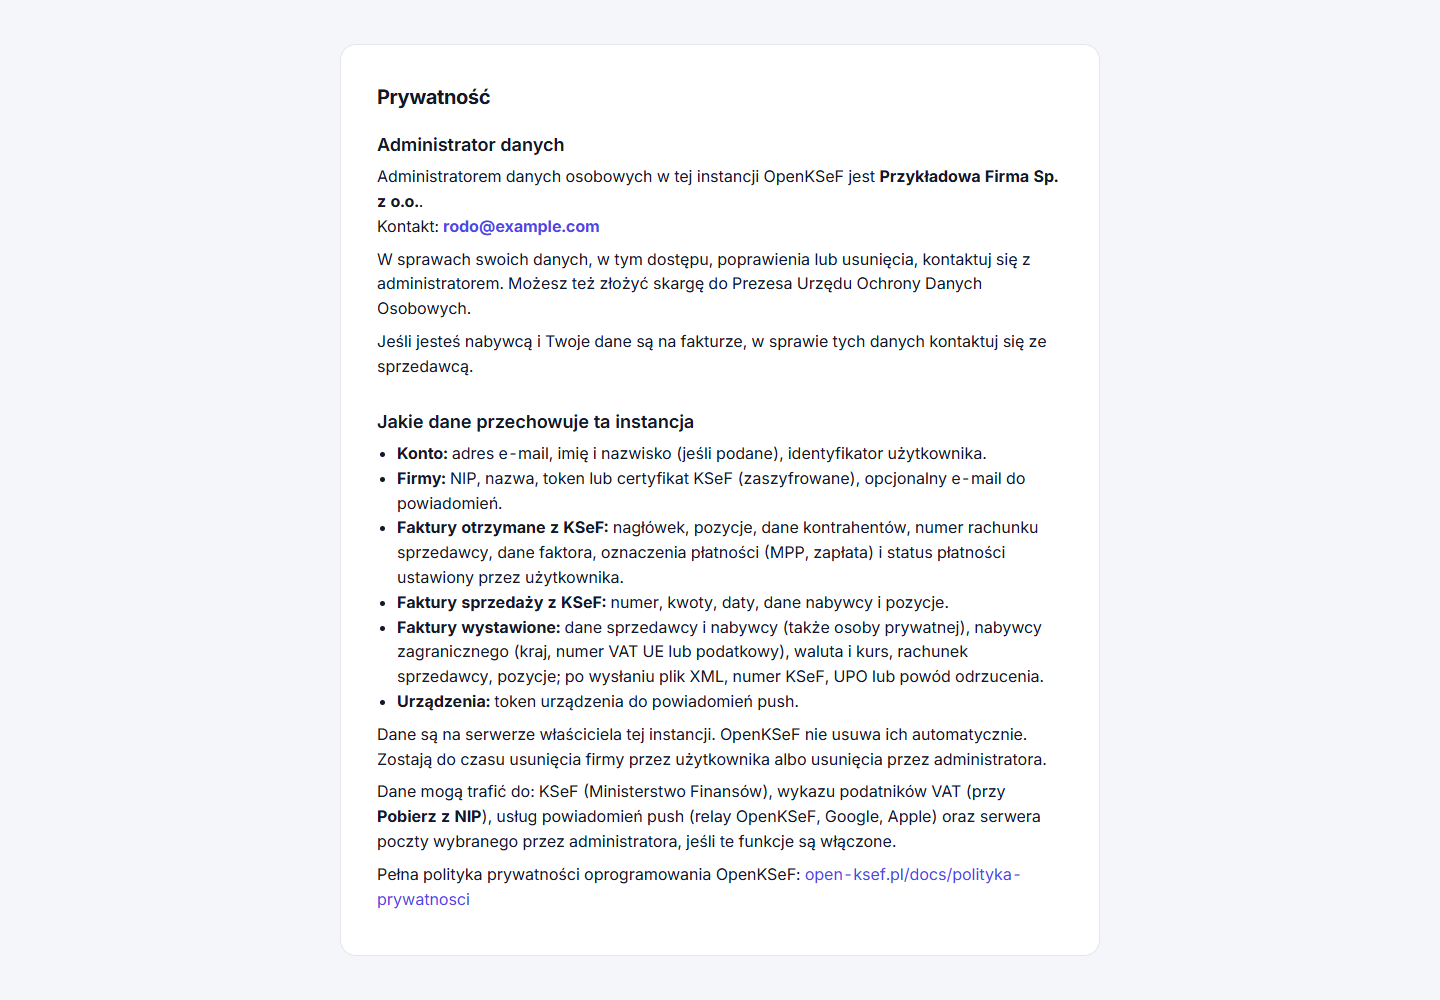 Prywatność
Administrator danych
Administratorem danych osobowych w tej instancji OpenKSeF jest Przykładowa Firma Sp.
z o.o..
Kontakt: rodo@example.com
W sprawach swoich danych, w tym dostępu, poprawienia lub usunięcia, kontaktuj się z
administratorem. Możesz też złożyć skargę do Prezesa Urzędu Ochrony Danych
Osobowych.
Jeśli jesteś nabywcą i Twoje dane są na fakturze, w sprawie tych danych kontaktuj się ze
sprzedawcą.
Jakie dane przechowuje ta instancja
• Konto: adres e-mail, imię i nazwisko (jeśli podane), identyfikator użytkownika.
• Firmy: NIP, nazwa, token lub certyfikat KSeF (zaszyfrowane), opcjonalny e-mail do
powiadomień.
• Faktury otrzymane z KSeF: nagłówek, pozycje, dane kontrahentów, numer rachunku
sprzedawcy, dane faktora, oznaczenia płatności (MPP, zapłata) i status płatności
ustawiony przez użytkownika.
• Faktury sprzedaży z KSeF: numer, kwoty, daty, dane nabywcy i pozycje.
• Faktury wystawione: dane sprzedawcy i nabywcy (także osoby prywatnej), nabywcy
zagranicznego (kraj, numer VAT UE lub podatkowy), waluta i kurs, rachunek
sprzedawcy, pozycje; po wysłaniu plik XML, numer KSeF, UPO lub powód odrzucenia.
• Urządzenia: token urządzenia do powiadomień push.
Dane są na serwerze właściciela tej instancji. OpenKSeF nie usuwa ich automatycznie.
Zostają do czasu usunięcia firmy przez użytkownika albo usunięcia przez administratora.
Dane mogą trafić do: KSeF (Ministerstwo Finansów), wykazu podatników VAT (przy
Pobierz z NIP), usług powiadomień push (relay OpenKSeF, Google, Apple) oraz serwera
poczty wybranego przez administratora, jeśli te funkcje są włączone.
Pełna polityka prywatności oprogramowania OpenKSeF: open-ksef.pl/docs/polityka-
prywatnosci